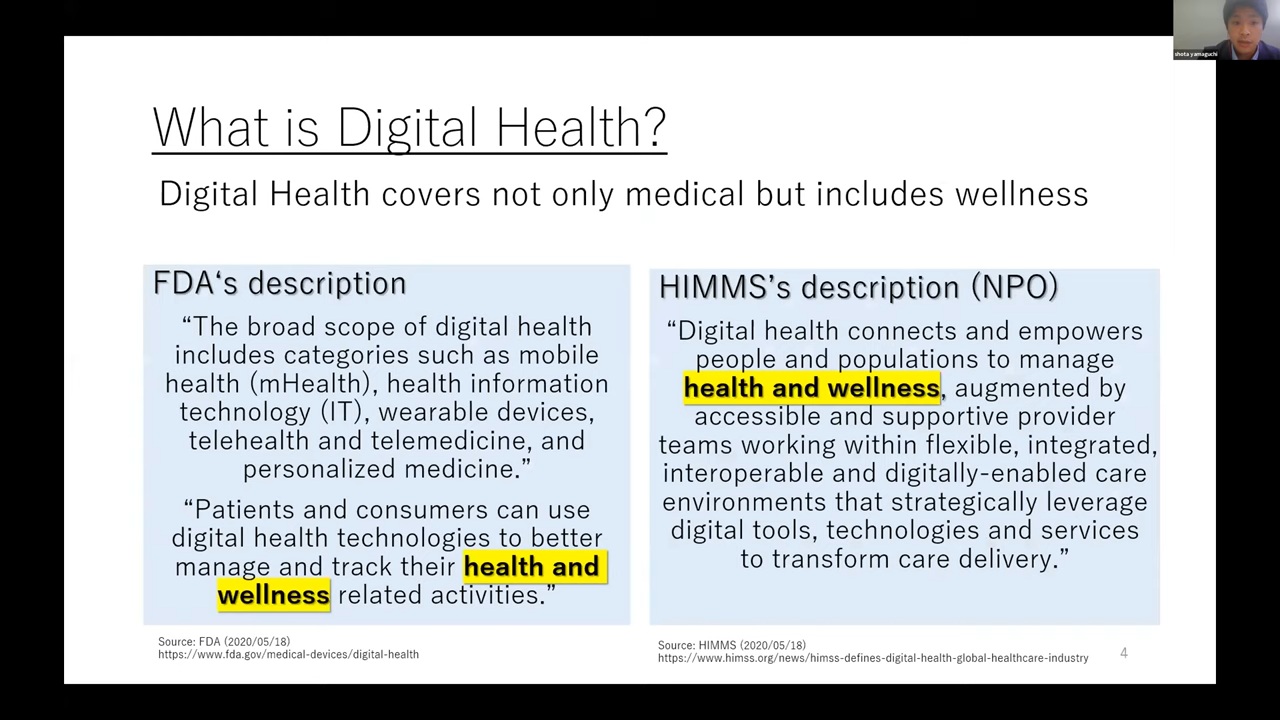 shota yamaguchi
What is Digital Health?
Digital Health covers not only medical but includes wellness
FDA‘s description
“The broad scope of digital health
includes categories such as mobile
health (mHealth), health information
technology (IT), wearable devices,
telehealth and telemedicine, and
personalized medicine.”
“Patients and consumers can use
digital health technologies to better
manage and track their health and
wellness related activities.”
Source: FDA (2020/05/18)
https://www.fda.gov/medical-devices/digital-health
HIMMS’s description (NPO)
“Digital health connects and empowers
people and populations to manage
health and wellness, augmented by
accessible and supportive provider
teams working within flexible, integrated,
interoperable and digitally-enabled care
environments that strategically leverage
digital tools, technologies and services
to transform care delivery.”
Source: HIMMS (2020/05/18)
https://www.himss.org/news/himss-defines-digital-health-global-healthcare-industry
4